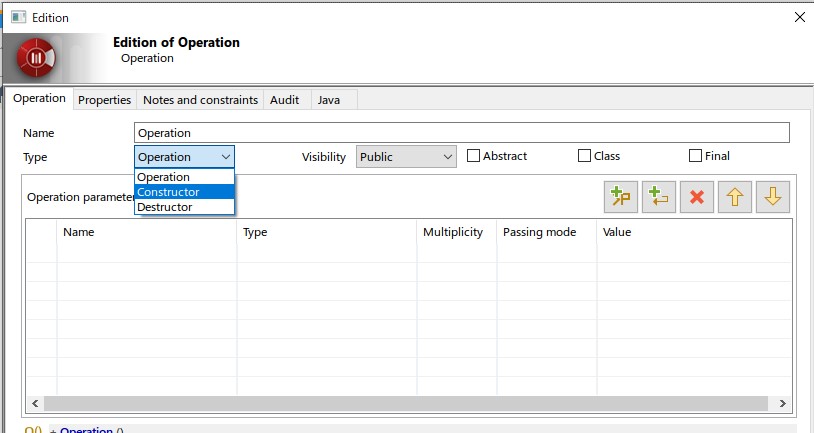 Edition
Edition of Operation
Operation
Operation Properties Notes and constraints Audit Java
Name Operation
Type Operation Visibility Public Abstract Class Final
Operation
Constructor
Destructor
Operation parameter
Name Type Multiplicity Passing mode Value
O() + Operation ()